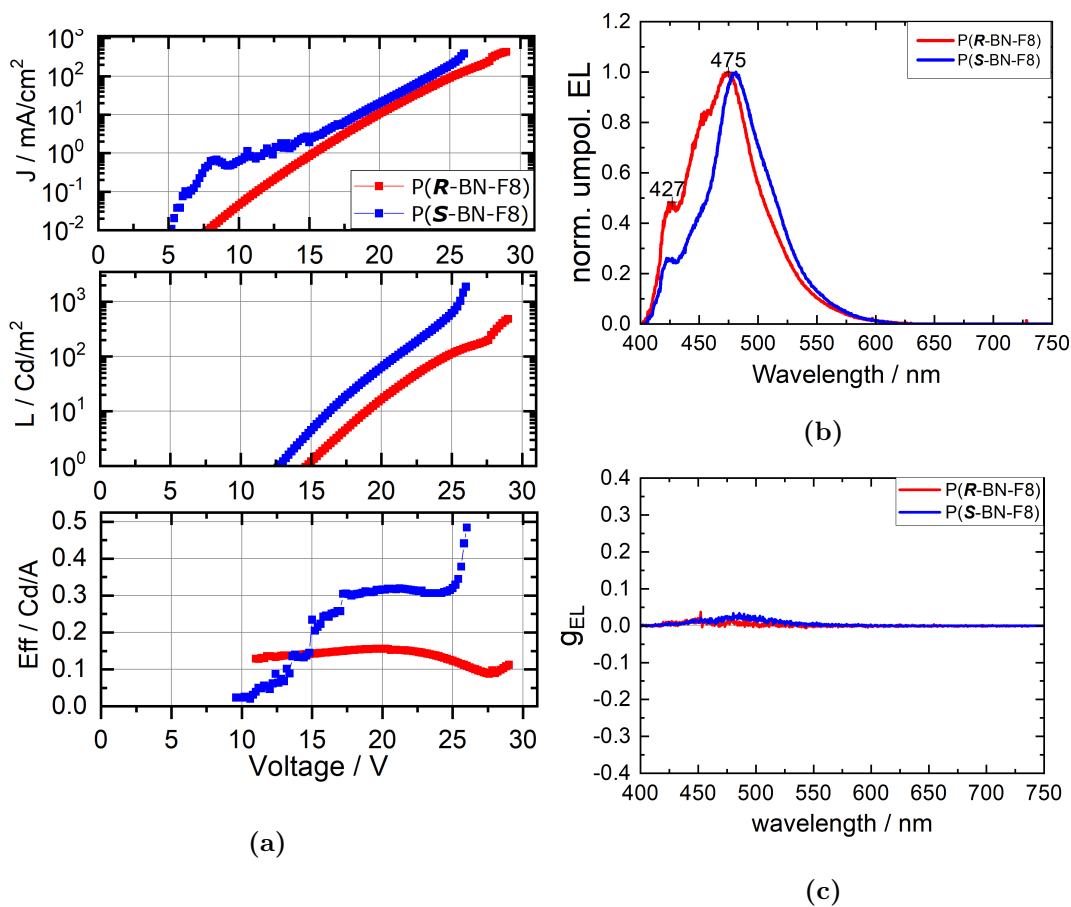 J / mA/cm²
10³
10²
10¹
10⁰
10⁻¹
10⁻²
P(R-BN-F8)
P(S-BN-F8)
0 5 10 15 20 25 30
L / Cd/m²
10³
10²
10¹
10⁰
0 5 10 15 20 25 30
Eff / Cd/A
0.5
0.4
0.3
0.2
0.1
0.0
0 5 10 15 20 25 30
Voltage / V
(a)
norm. umpol. EL
1.0
0.8
0.6
0.4
0.2
0.0
475
427
P(R-BN-F8)
P(S-BN-F8)
400 450 500 550 600 650 700 750
Wavelength / nm
(b)
gEL
0.4
0.3
0.2
0.1
0.0
-0.1
-0.2
-0.3
-0.4
P(R-BN-F8)
P(S-BN-F8)
400 450 500 550 600 650 700 750
wavelength / nm
(c)